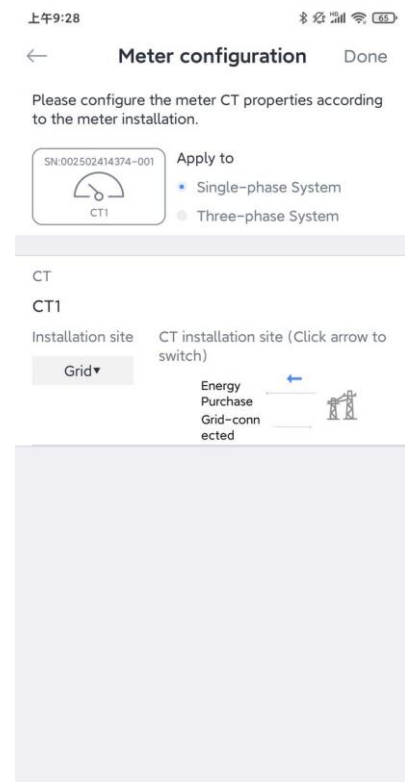 上午9:28
65
Meter configuration
Done
Please configure the meter CT properties according
to the meter installation.
SN:002502414374-001
CT1
Apply to
Single-phase System
Three-phase System
CT
CT1
Installation site
CT installation site (Click arrow to
switch)
Grid▾
Energy
Purchase
Grid-conn
ected